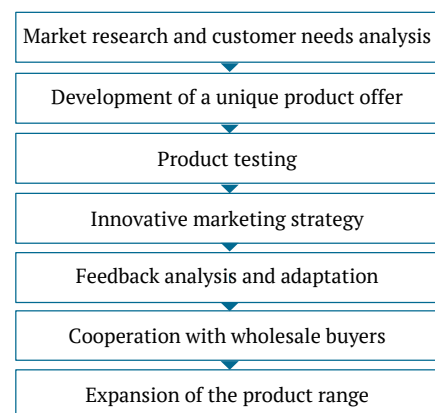 Market research and customer needs analysis
Development of a unique product offer
Product testing
Innovative marketing strategy
Feedback analysis and adaptation
Cooperation with wholesale buyers
Expansion of the product range